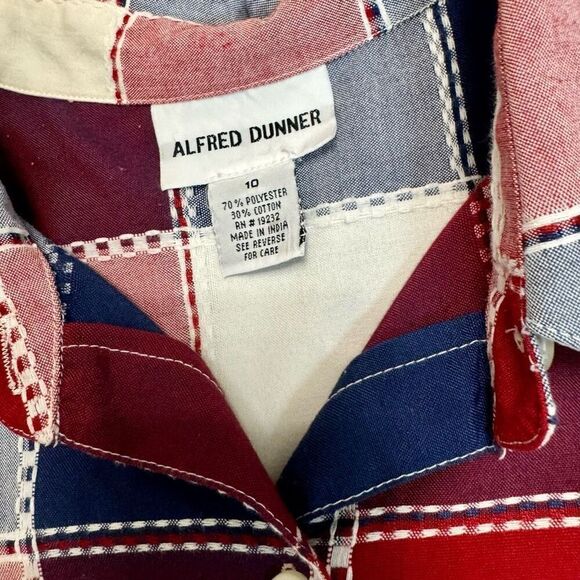 ALFRED DUNNER
10
70% POLYESTER
30% COTTON
RN # 19232
MADE IN INDIA
SEE REVERSE
FOR CARE